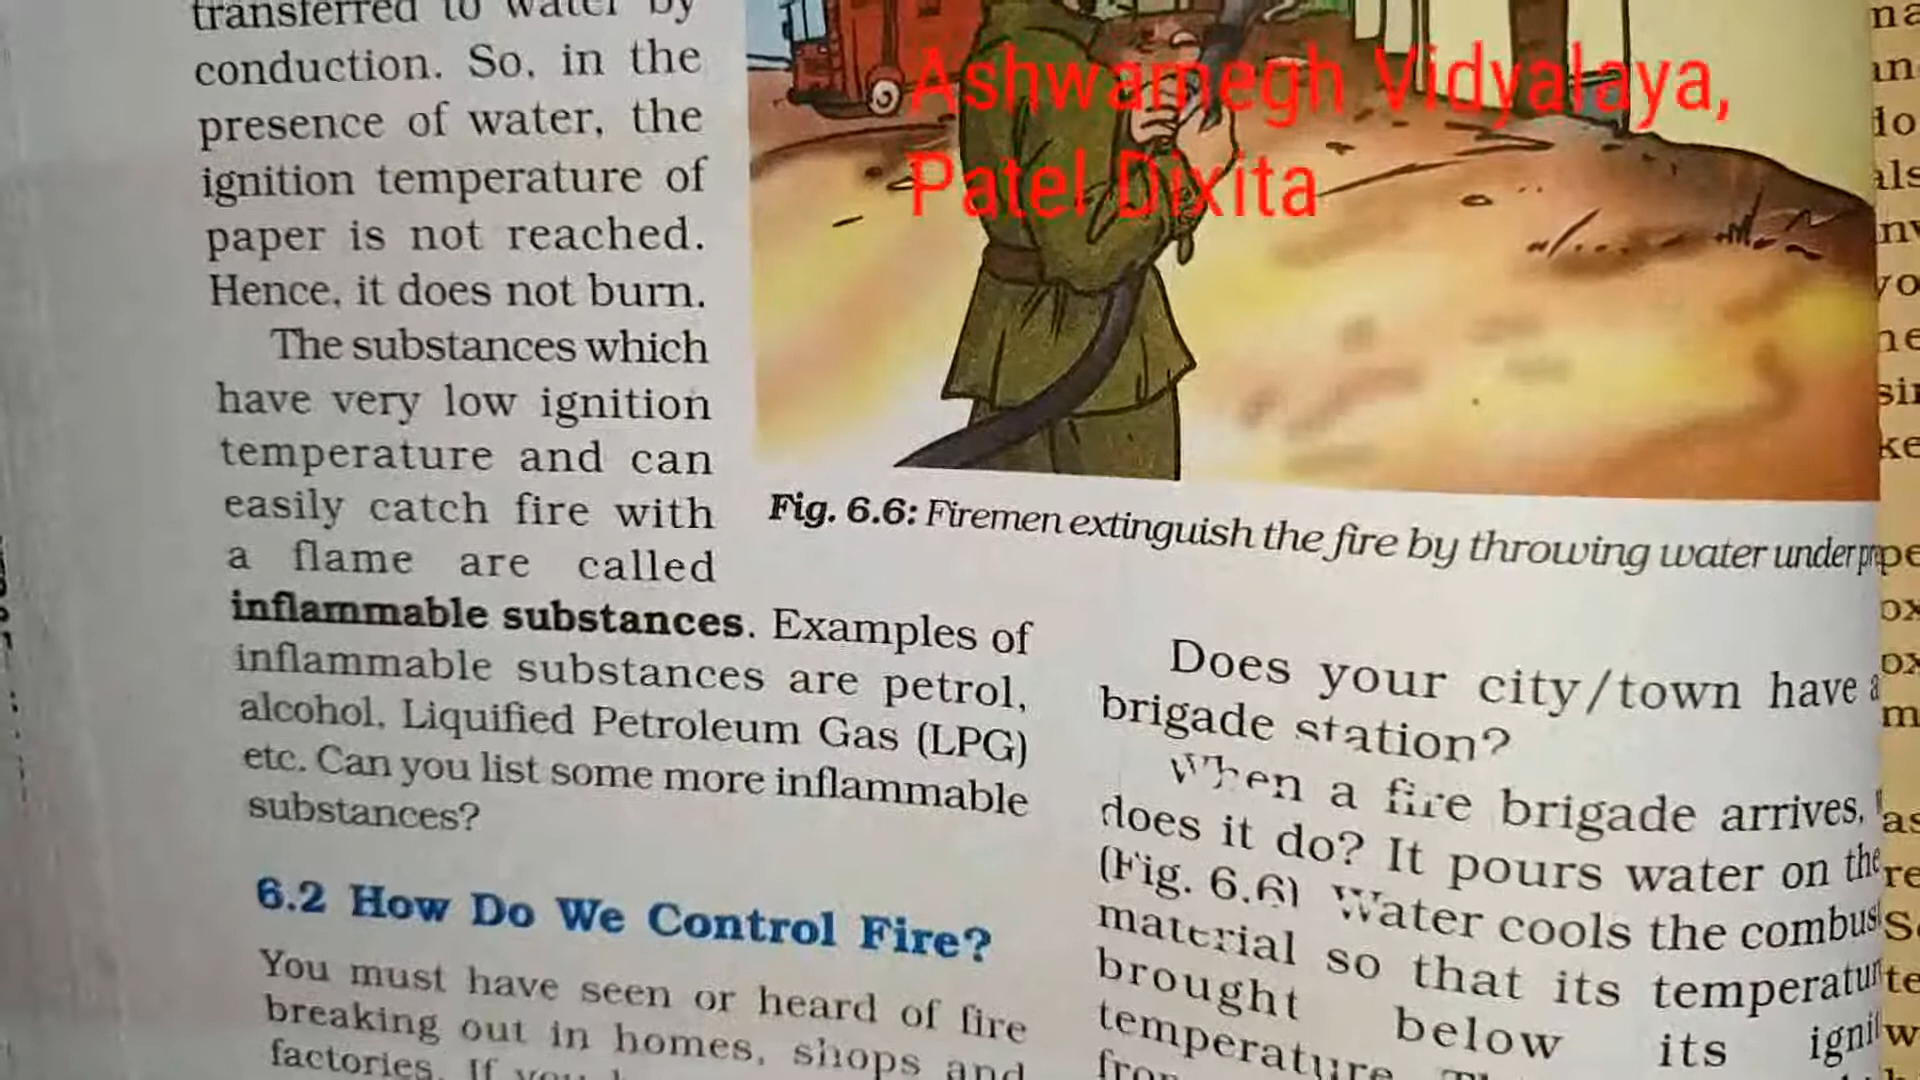 transferred to water by
conduction. So, in the
presence of water, the
ignition temperature of
paper is not reached.
Hence, it does not burn.
The substances which
have very low ignition
temperature and can
easily catch fire with
a flame are called
inflammable substances. Examples of
inflammable substances are petrol,
alcohol, Liquified Petroleum Gas (LPG)
etc. Can you list some more inflammable
substances?
6.2 How Do We Control Fire?
You must have seen or heard of fire
breaking out in homes, shops and
factories. If you
Ashwamegh Vidyalaya,
Patel Dixita
Fig. 6.6: Firemen extinguish the fire by throwing water under
Does your city/town have a
brigade station?
When a fire brigade arrives,
does it do? It pours water on the
(Fig. 6.6) Water cools the
material so that its
brought below its
temperature.